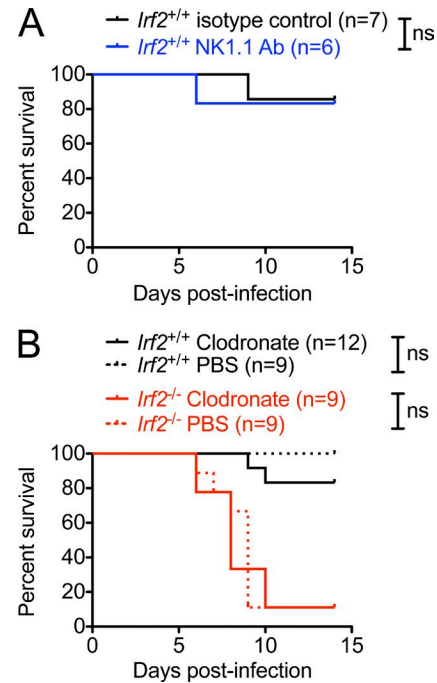 A
Irf2+/+ isotype control (n=7)
Irf2+/+ NK1.1 Ab (n=6)
ns
100
80
60
40
20
0
Percent survival
0 5 10 15
Days post-infection
B
Irf2+/+ Clodronate (n=12)
Irf2+/+ PBS (n=9)
ns
Irf2-/- Clodronate (n=9)
Irf2-/- PBS (n=9)
ns
100
80
60
40
20
0
Percent survival
0 5 10 15
Days post-infection